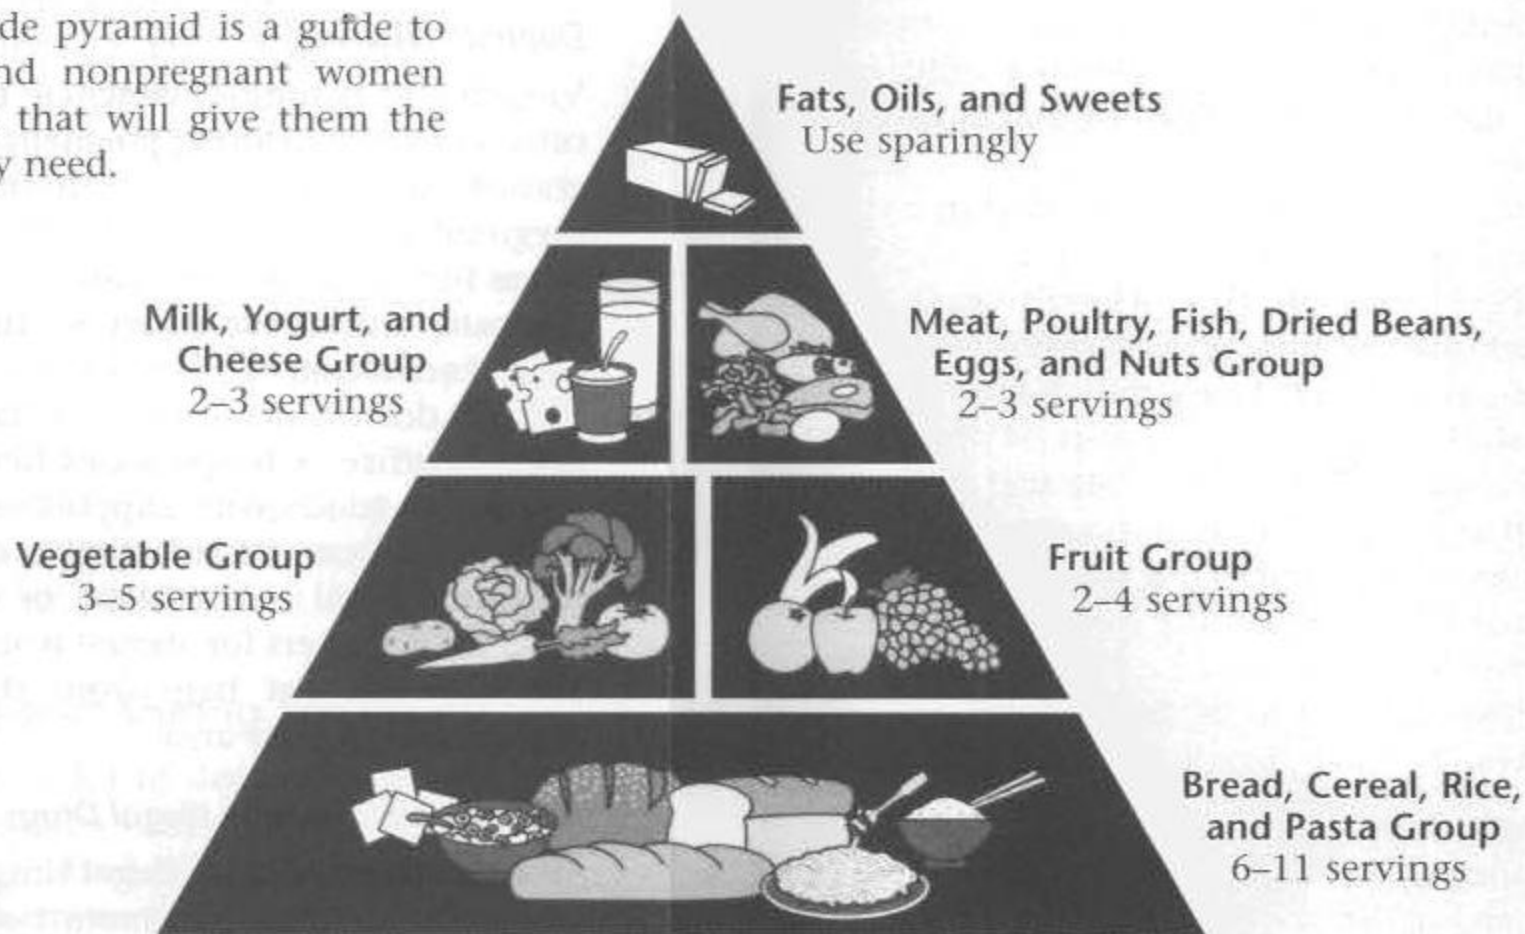 de pyramid is a guide to
nd nonpregnant women
that will give them the
y need.
Fats, Oils, and Sweets
Use sparingly
Milk, Yogurt, and
Cheese Group
2–3 servings
Meat, Poultry, Fish, Dried Beans,
Eggs, and Nuts Group
2–3 servings
Vegetable Group
3–5 servings
Fruit Group
2–4 servings
Bread, Cereal, Rice,
and Pasta Group
6–11 servings